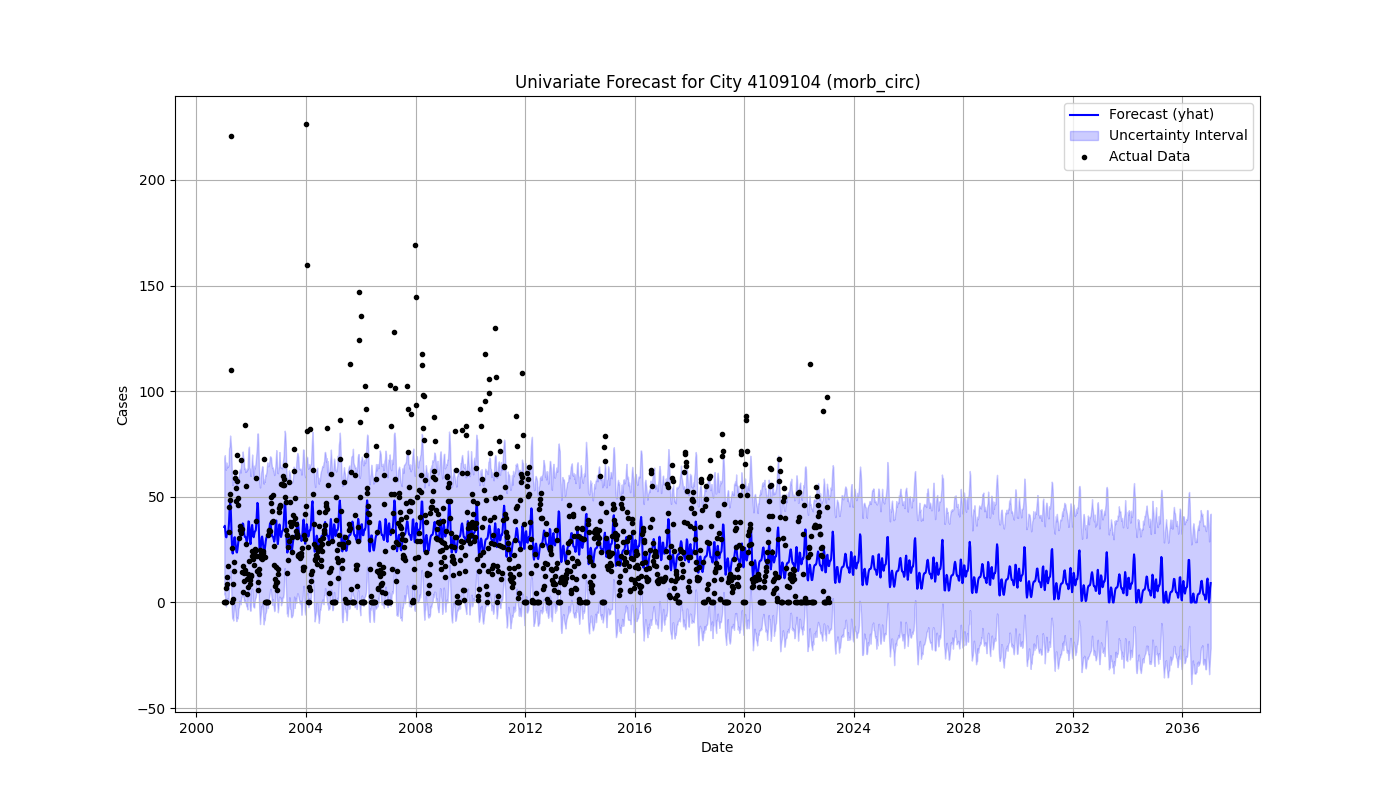 Univariate Forecast for City 4109104 (morb_circ)
Forecast (yhat)
Uncertainty Interval
Actual Data
Cases
200
150
100
50
0
−50
2000
2004
2008
2012
2016
2020
2024
2028
2032
2036
Date